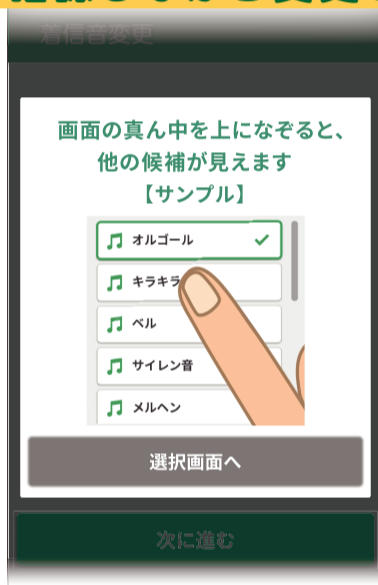 着信音変更
画面の真ん中を上になぞると、
他の候補が見えます
【サンプル】
オルゴール
キラキラ
ベル
サイレン音
メルヘン
選択画面へ
次に進む